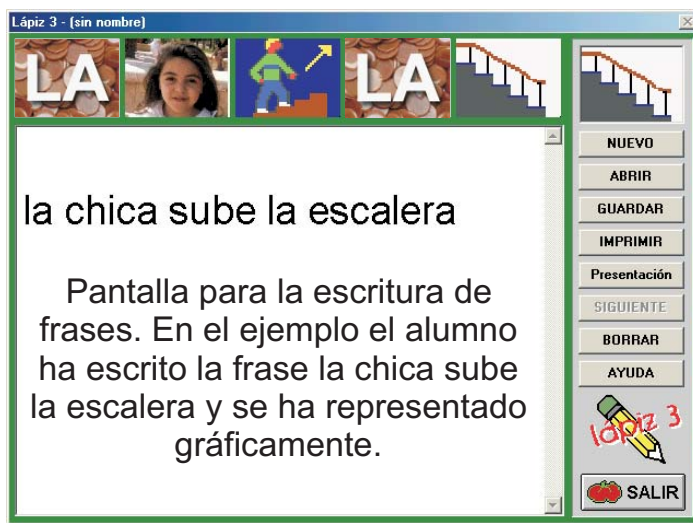 Lápiz 3 - (sin nombre)
LA
LA
NUEVO
ABRIR
GUARDAR
IMPRIMIR
Presentación
SIGUIENTE
BORRAR
AYUDA
lápiz 3
SALIR
la chica sube la escalera
Pantalla para la escritura de
frases. En el ejemplo el alumno
ha escrito la frase la chica sube
la escalera y se ha representado
gráficamente.